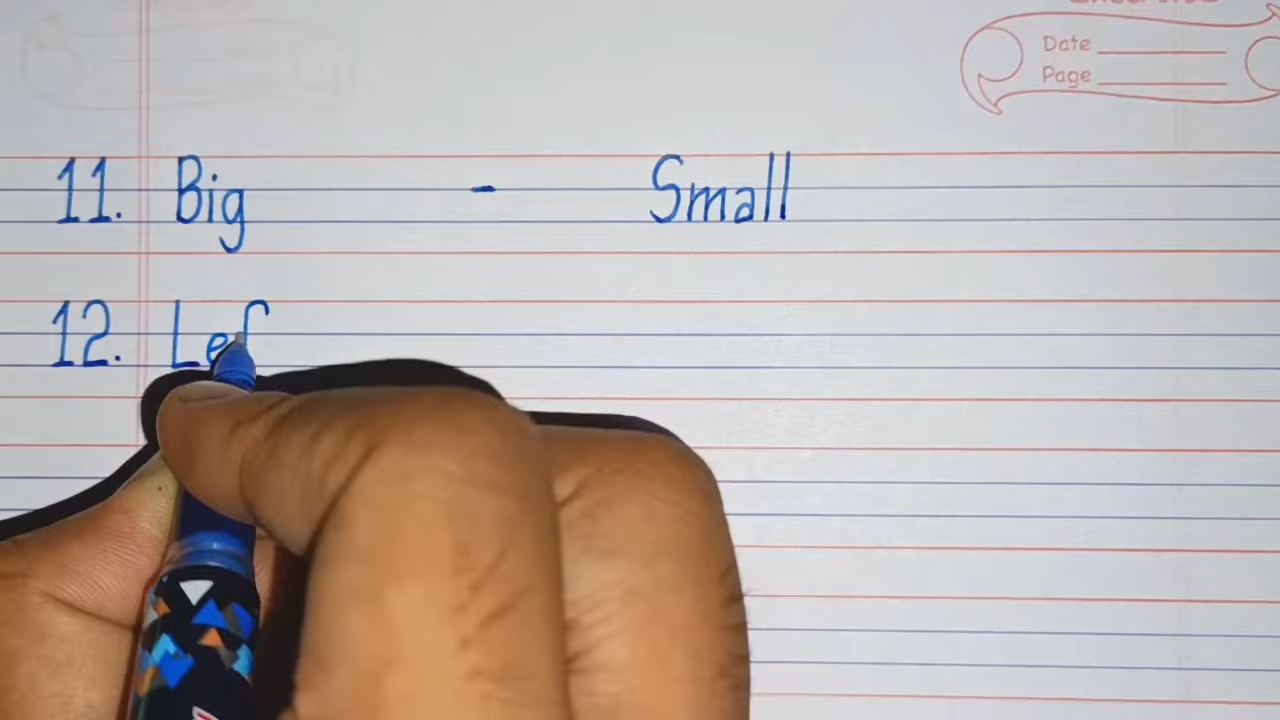 Date
Page
11. Big - Small
12. Lef